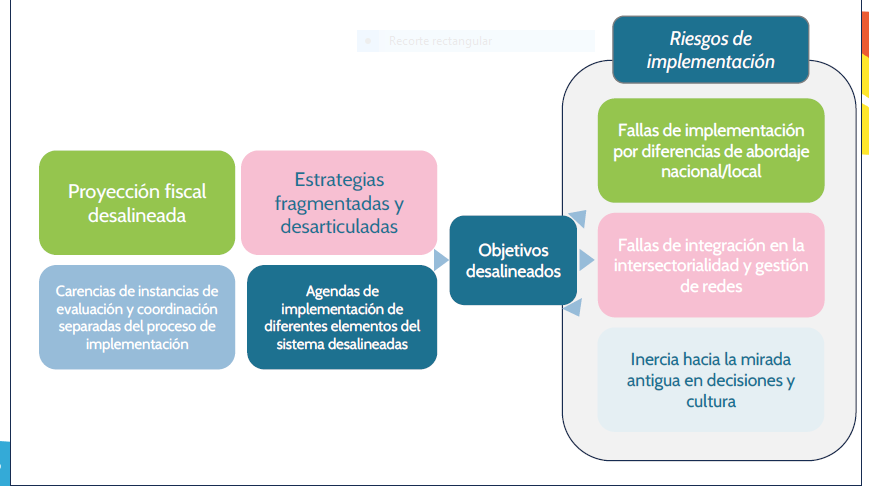 Recorte rectangular
Riesgos de
implementación
Proyección fiscal
desalineada
Estrategias
fragmentadas y
desarticuladas
Carencias de instancias de
evaluación y coordinación
separadas del proceso de
implementación
Agendas de
implementación de
diferentes elementos del
sistema desalineadas
Objetivos
desalineados
Fallas de implementación
por diferencias de abordaje
nacional/local
Fallas de integración en la
intersectorialidad y gestión
de redes
Inercia hacia la mirada
antigua en decisiones y
cultura